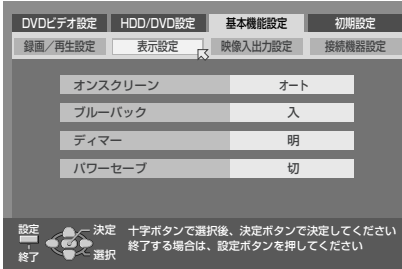 DVDビデオ設定 HDD/DVD設定 基本機能設定 初期設定
録画/再生設定 表示設定 映像入出力設定 接続機器設定
オンスクリーン オート
ブルーバック 入
ディマー 明
パワーセーブ 切
設定 決定 十字ボタンで選択後、決定ボタンで決定してください
終了 選択 終了する場合は、設定ボタンを押してください